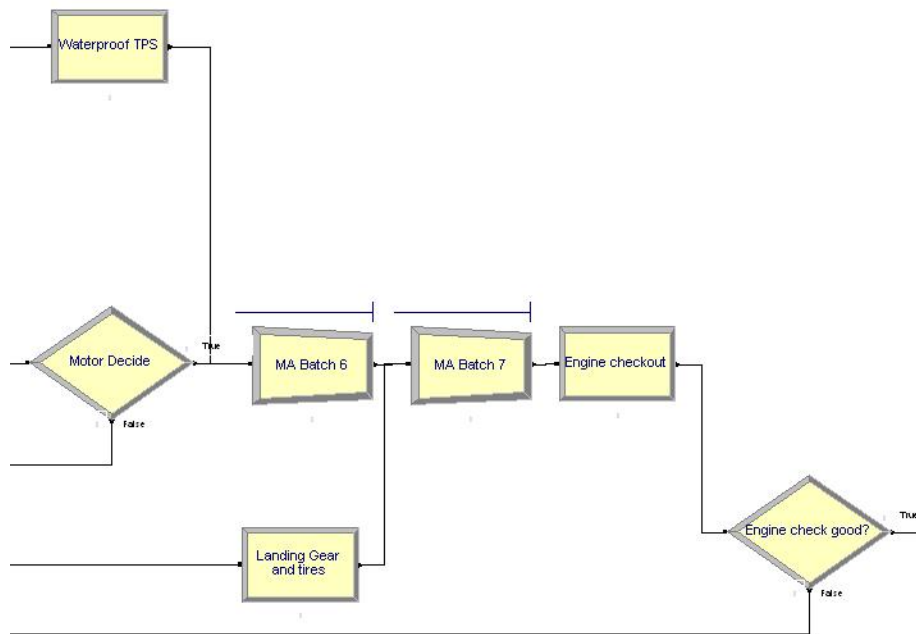 Waterproof TPS
True
Motor Decide
MA Batch 6
MA Batch 7
Engine checkout
False
True
Landing Gear
and tires
Engine check good?
False